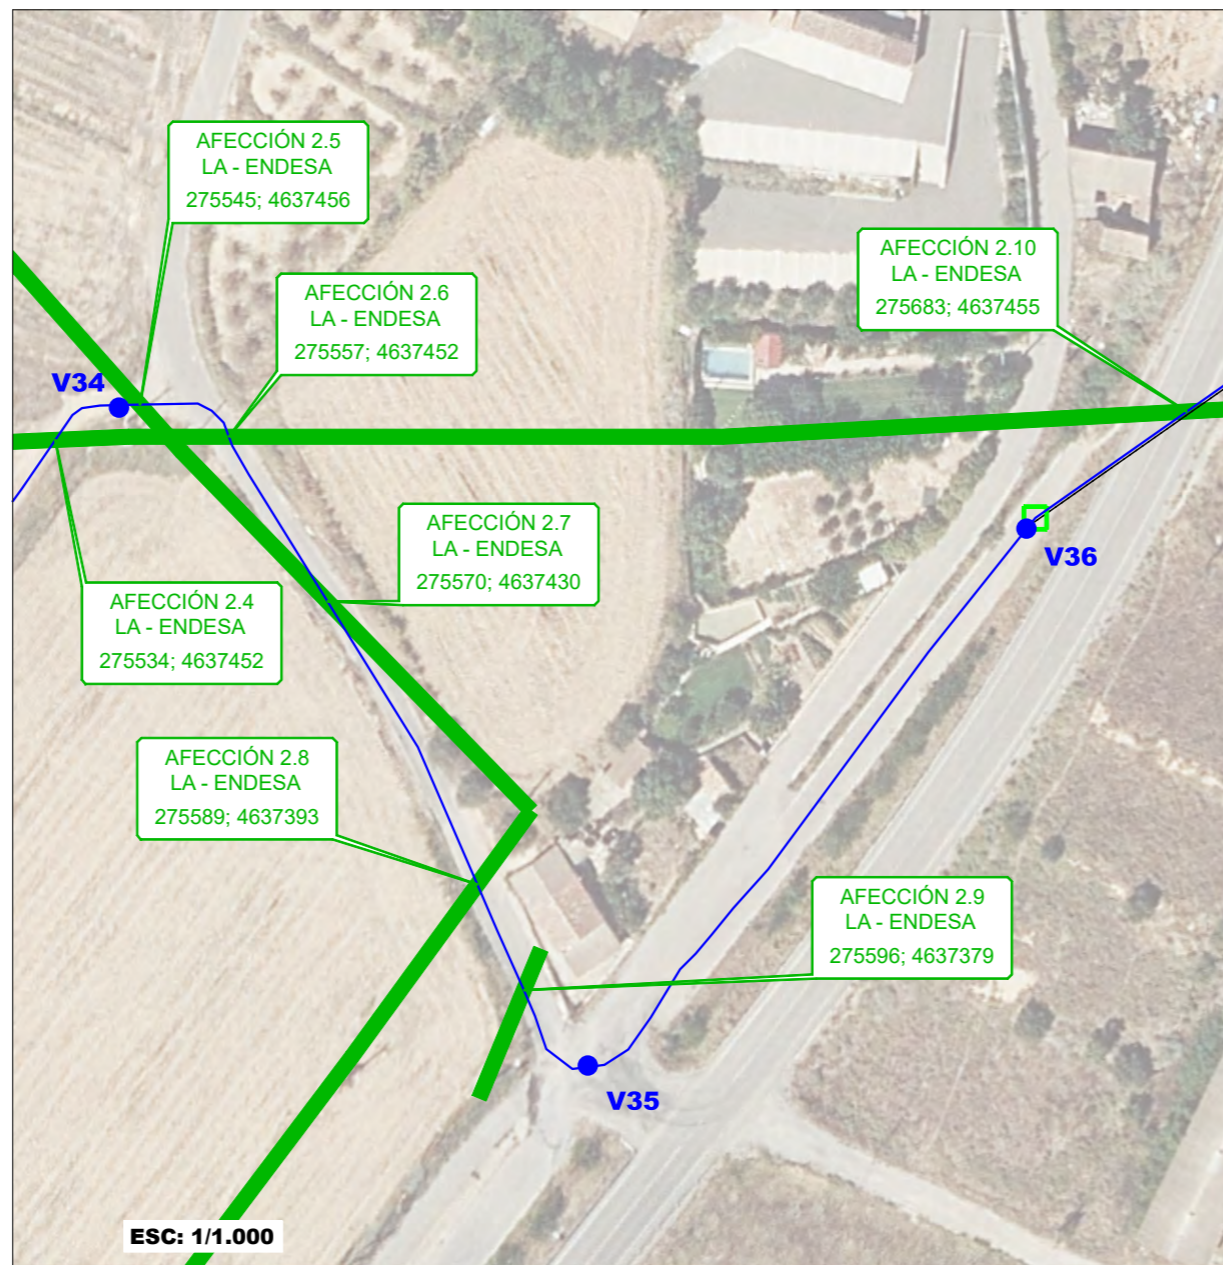 AFECCIÓN 2.5
LA - ENDESA
275545; 4637456
AFECCIÓN 2.10
LA - ENDESA
275683; 4637455
AFECCIÓN 2.6
LA - ENDESA
275557; 4637452
V34
AFECCIÓN 2.7
LA - ENDESA
275570; 4637430
V36
AFECCIÓN 2.4
LA - ENDESA
275534; 4637452
AFECCIÓN 2.8
LA - ENDESA
275589; 4637393
AFECCIÓN 2.9
LA - ENDESA
275596; 4637379
V35
ESC: 1/1.000